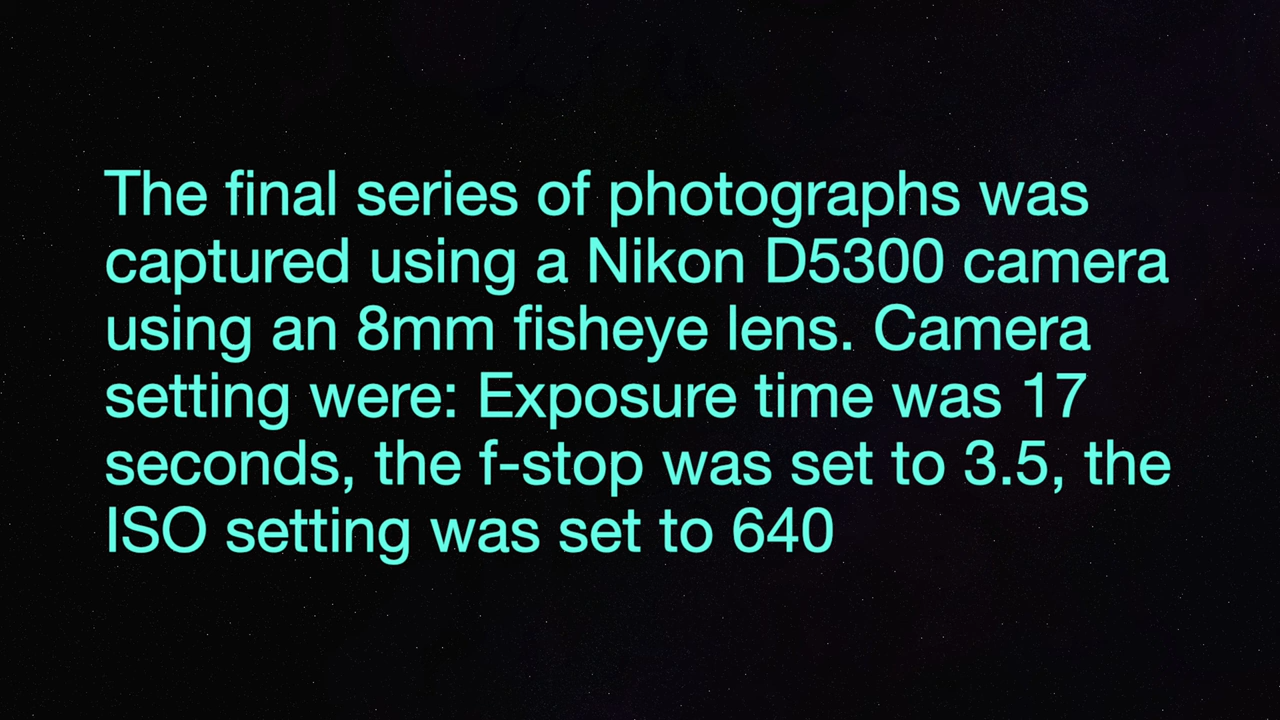 The final series of photographs was
captured using a Nikon D5300 camera
using an 8mm fisheye lens. Camera
setting were: Exposure time was 17
seconds, the f-stop was set to 3.5, the
ISO setting was set to 640